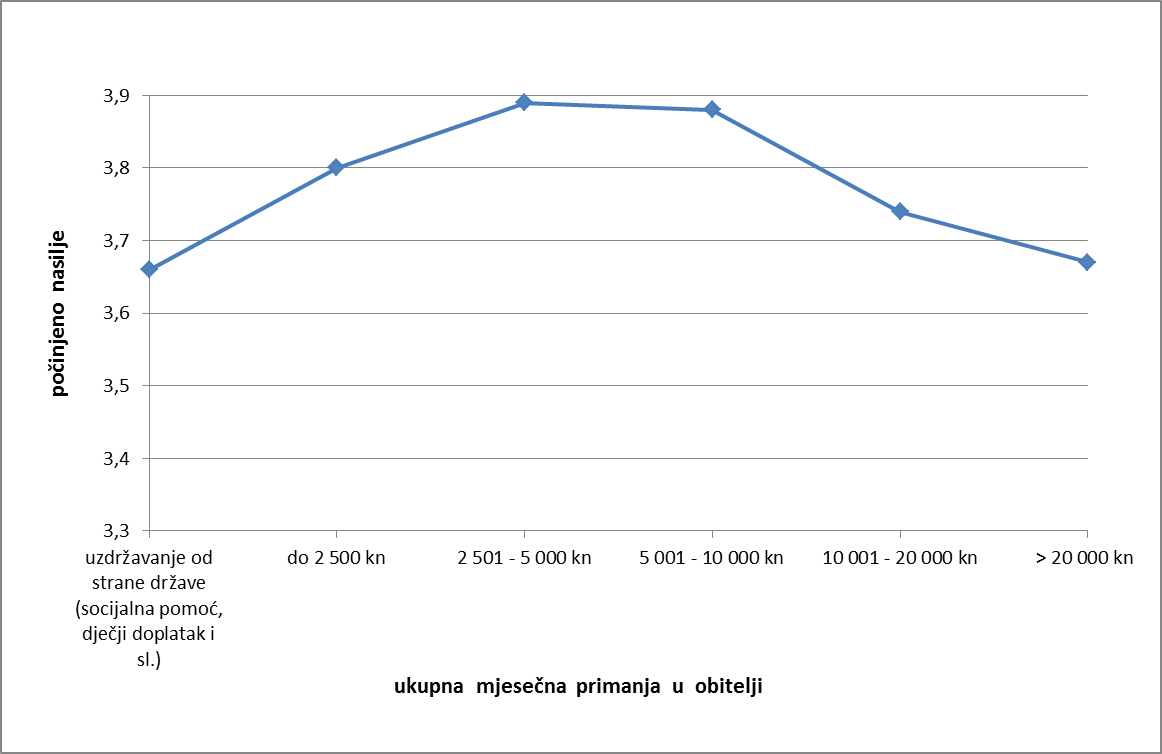 3,9
3,8
3,7
3,6
3,5
3,4
3,3
počinjeno nasilje
uzdržavanje od
strane države
(socijalna pomoć,
dječji doplatak i
sl.)
do 2 500 kn
2 501 - 5 000 kn
5 001 - 10 000 kn
10 001 - 20 000 kn
> 20 000 kn
ukupna mjesečna primanja u obitelji